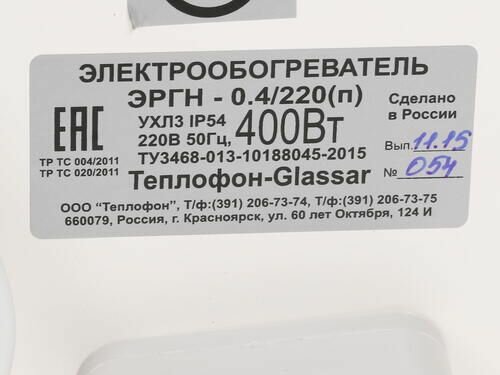 ЭЛЕКТРООБОГРЕВАТЕЛЬ
ЭРГН - 0.4/220(п)
Сделано
в России
EAC
ТР ТС 004/2011
ТР ТС 020/2011
УХЛ3 IP54
220В 50Гц, 400Вт
ТУ3468-013-10188045-2015
Теплофон-Glassar
Вып. 11.15
№ 054
ООО "Теплофон", Т/ф:(391) 206-73-74, Т/ф:(391) 206-73-75
660079, Россия, г. Красноярск, ул. 60 лет Октября, 124 И